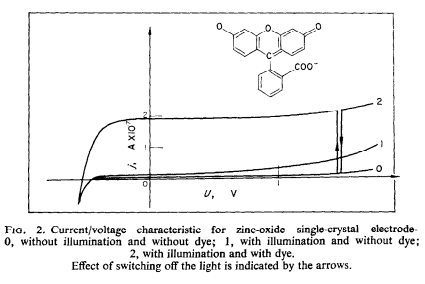 O
O
O
C
COO⁻
2
2
1
1
0
0
1
i, A X10⁷
U, V
FIG. 2. Current/voltage characteristic for zinc-oxide single-crystal electrode-
0, without illumination and without dye; 1, with illumination and without dye;
2, with illumination and with dye.
Effect of switching off the light is indicated by the arrows.